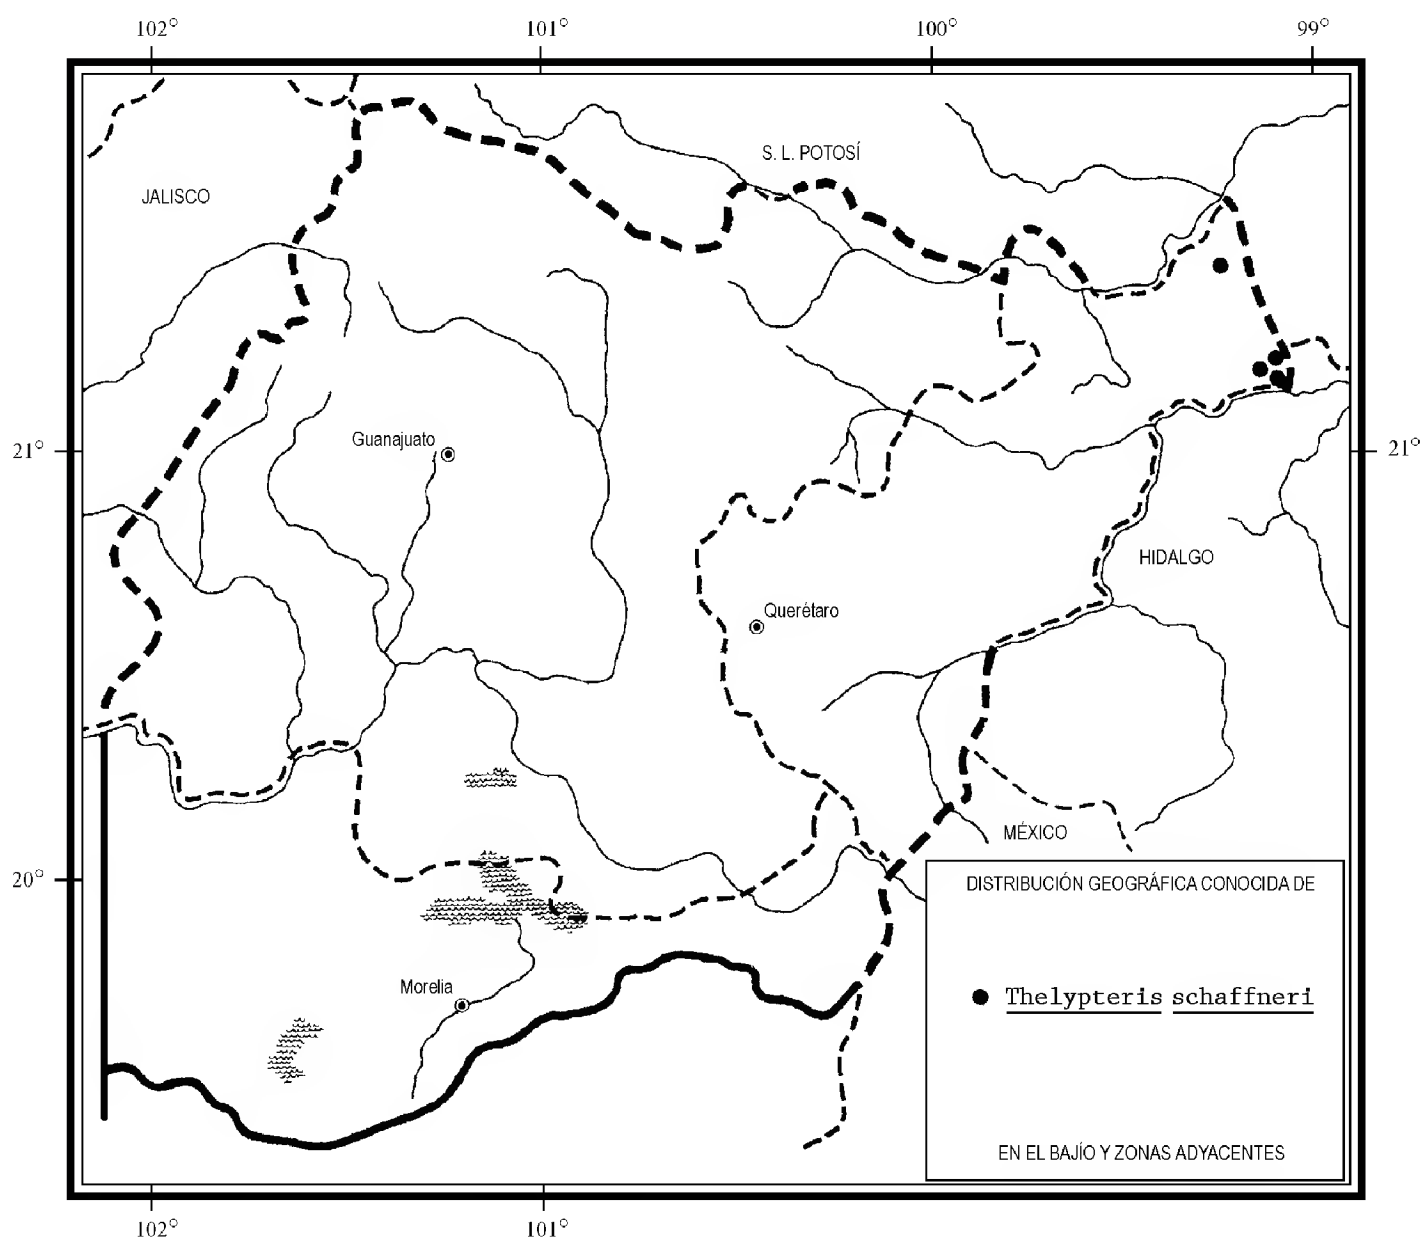 102° 101° 100° 99°
S. L. POTOSÍ
JALISCO
Guanajuato
21° 21°
HIDALGO
Querétaro
MÉXICO
20°
DISTRIBUCIÓN GEOGRÁFICA CONOCIDA DE
Morelia
Thelypteris schaffneri
EN EL BAJÍO Y ZONAS ADYACENTES
102° 101°